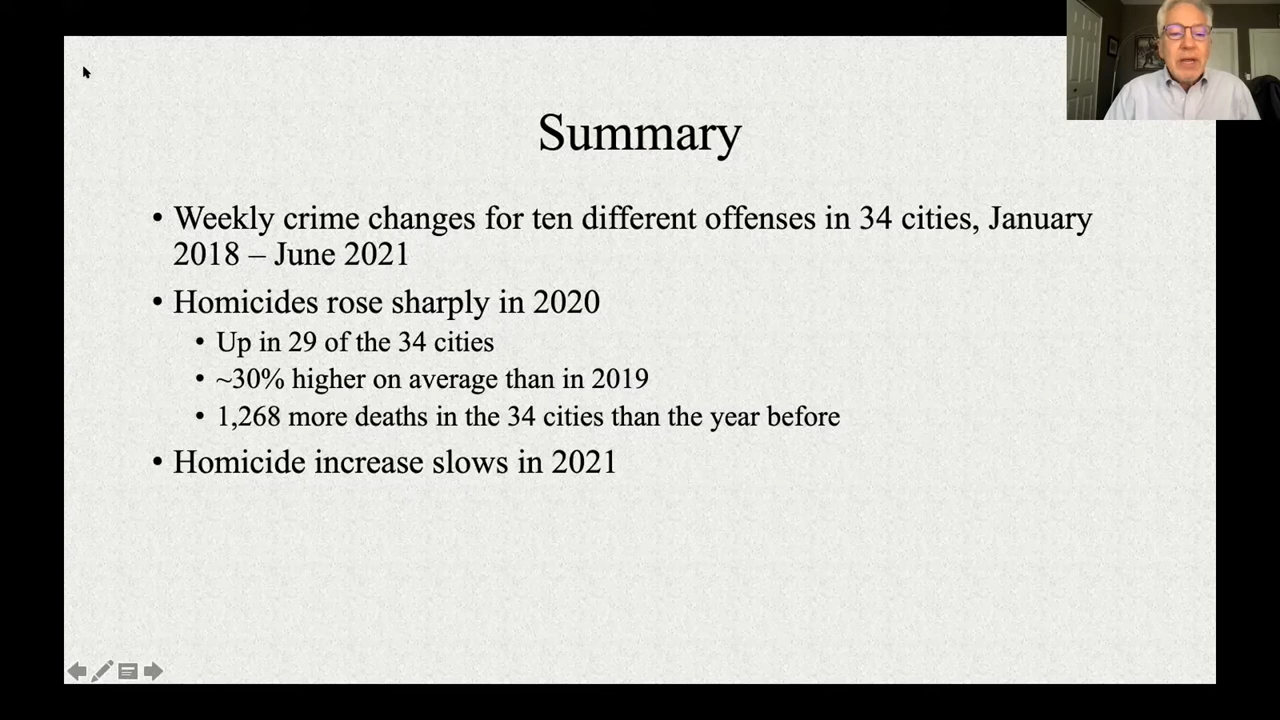 Summary
• Weekly crime changes for ten different offenses in 34 cities, January
2018 – June 2021
• Homicides rose sharply in 2020
• Up in 29 of the 34 cities
• ~30% higher on average than in 2019
• 1,268 more deaths in the 34 cities than the year before
• Homicide increase slows in 2021